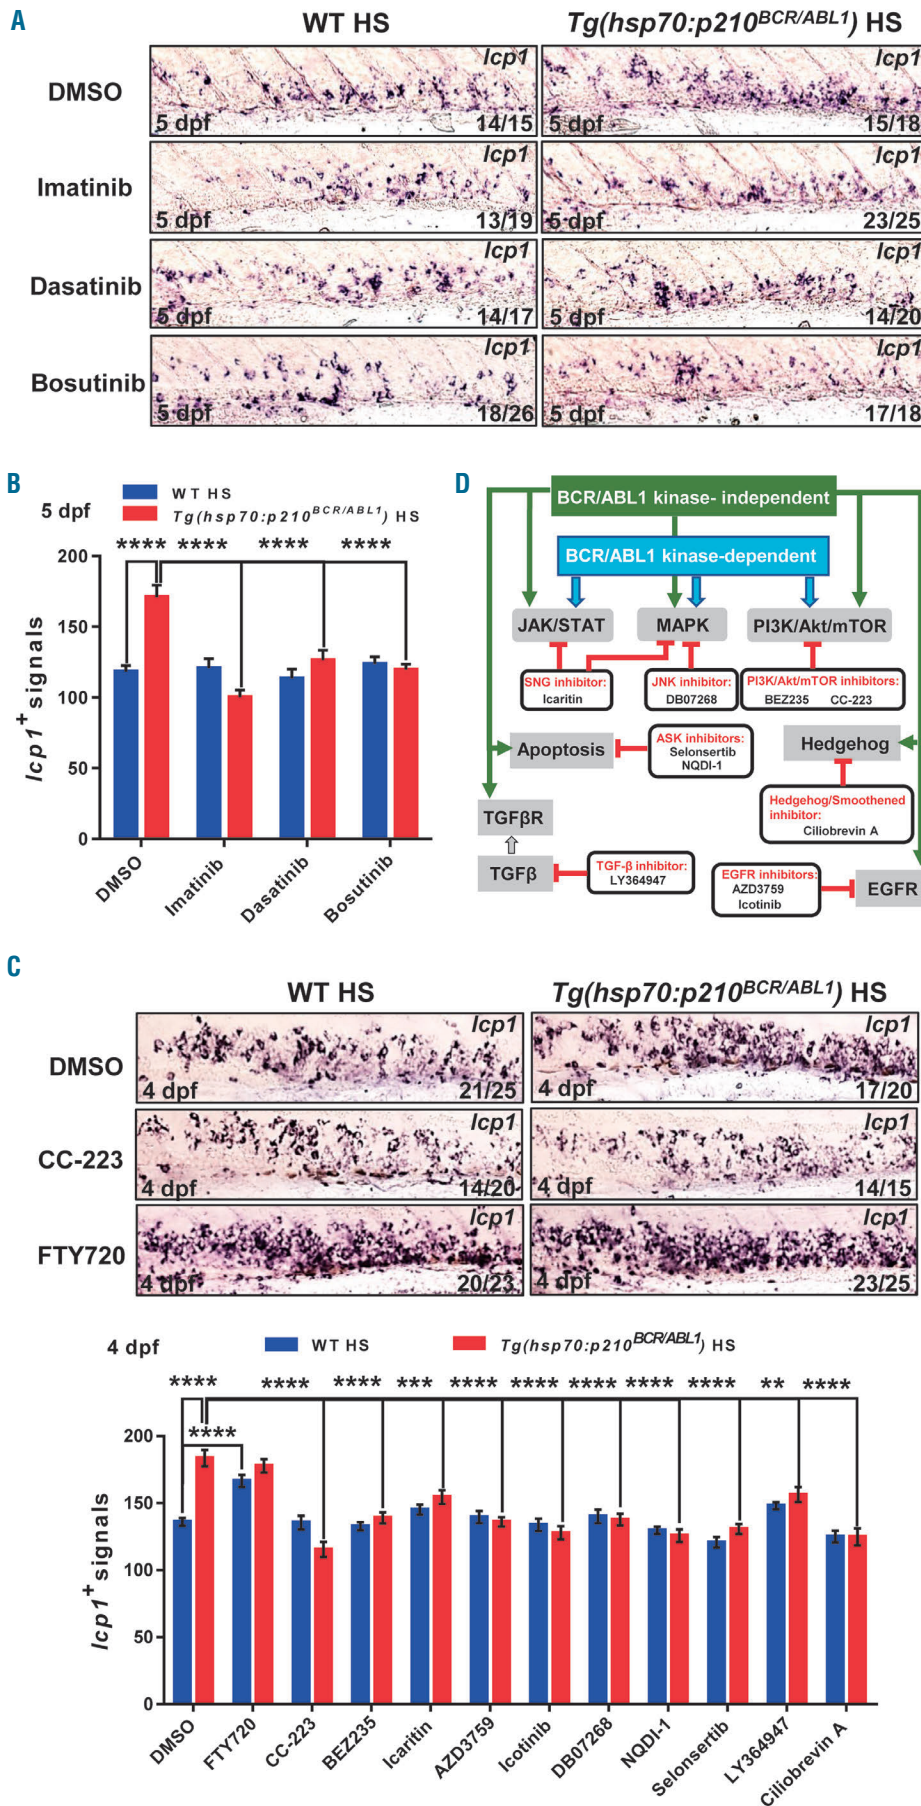 A
WT HS
Tg(hsp70:p210BCR/ABL1) HS
DMSO
lcp1
5 dpf
14/15
lcp1
5 dpf
15/18
Imatinib
lcp1
5 dpf
13/19
lcp1
5 dpf
23/25
Dasatinib
lcp1
5 dpf
14/17
lcp1
5 dpf
14/20
Bosutinib
lcp1
5 dpf
18/26
lcp1
5 dpf
17/18
B
5 dpf
WT HS
Tg(hsp70:p210BCR/ABL1) HS
**** **** **** ****
lcp1+ signals
200
150
100
50
0
DMSO
Imatinib
Dasatinib
Bosutinib
D
BCR/ABL1 kinase- independent
BCR/ABL1 kinase-dependent
JAK/STAT
MAPK
PI3K/Akt/mTOR
SNG inhibitor:
Icaritin
JNK inhibitor:
DB07268
PI3K/Akt/mTOR inhibitors:
BEZ235 CC-223
Apoptosis
ASK inhibitors:
Selonsertib
NQDI-1
Hedgehog
Hedgehog/Smoothened
inhibitor:
Ciliobrevin A
TGFβR
TGFβ
TGF-β inhibitor:
LY364947
EGFR inhibitors:
AZD3759
Icotinib
EGFR
C
WT HS
Tg(hsp70:p210BCR/ABL1) HS
DMSO
lcp1
4 dpf
21/25
lcp1
4 dpf
17/20
CC-223
lcp1
4 dpf
14/20
lcp1
4 dpf
14/15
FTY720
lcp1
4 dpf
20/23
lcp1
4 dpf
23/25
4 dpf
WT HS
Tg(hsp70:p210BCR/ABL1) HS
**** **** **** *** **** **** **** **** **** ** ****
****
lcp1+ signals
200
150
100
50
0
DMSO
FTY720
CC-223
BEZ235
Icaritin
AZD3759
Icotinib
DB07268
NQDI-1
Selonsertib
LY364947
Ciliobrevin A